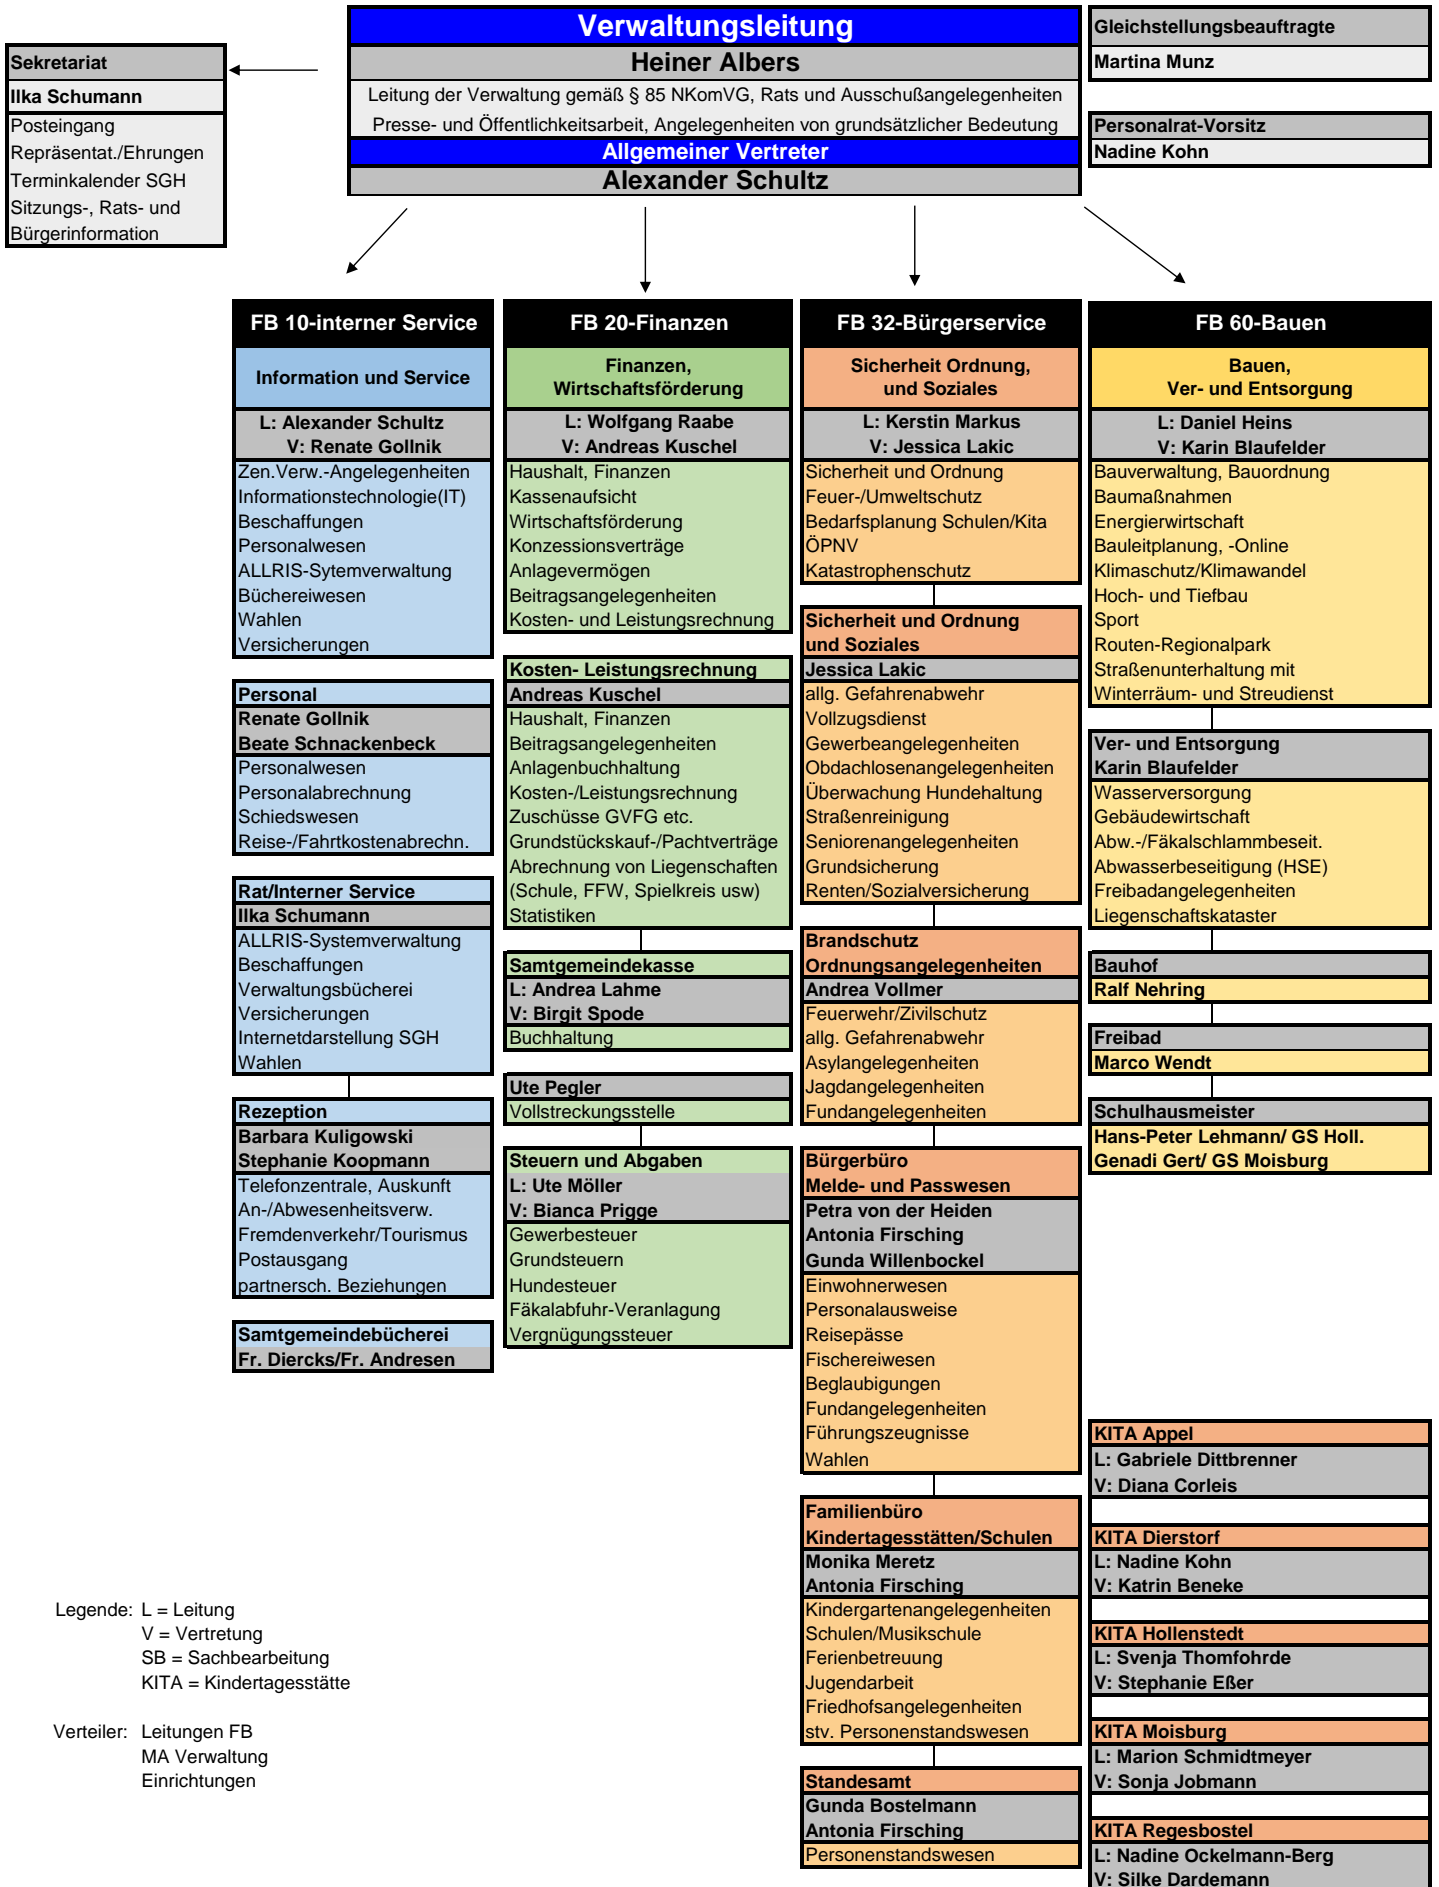 Verwaltungsleitung
Heiner Albers
Leitung der Verwaltung gemäß § 85 NKomVG, Rats und Ausschußangelegenheiten
Presse- und Öffentlichkeitsarbeit, Angelegenheiten von grundsätzlicher Bedeutung
Allgemeiner Vertreter
Alexander Schultz
Sekretariat
Ilka Schumann
Posteingang
Repräsentat./Ehrungen
Terminkalender SGH
Sitzungs-, Rats- und
Bürgerinformation
Gleichstellungsbeauftragte
Martina Munz
Personalrat-Vorsitz
Nadine Kohn
FB 10-interner Service
Information und Service
L: Alexander Schultz
V: Renate Gollnik
Zen.Verw.-Angelegenheiten
Informationstechnologie(IT)
Beschaffungen
Personalwesen
ALLRIS-Sytemverwaltung
Büchereiwesen
Wahlen
Versicherungen
Personal
Renate Gollnik
Beate Schnackenbeck
Personalwesen
Personalabrechnung
Schiedswesen
Reise-/Fahrtkostenabrechn.
Rat/Interner Service
Ilka Schumann
ALLRIS-Systemverwaltung
Beschaffungen
Verwaltungsbücherei
Versicherungen
Internetdarstellung SGH
Wahlen
Rezeption
Barbara Kuligowski
Stephanie Koopmann
Telefonzentrale, Auskunft
An-/Abwesenheitsverw.
Fremdenverkehr/Tourismus
Postausgang
partnersch. Beziehungen
Samtgemeindebücherei
Fr. Diercks/Fr. Andresen
FB 20-Finanzen
Finanzen,
Wirtschaftsförderung
L: Wolfgang Raabe
V: Andreas Kuschel
Haushalt, Finanzen
Kassenaufsicht
Wirtschaftsförderung
Konzessionsverträge
Anlagevermögen
Beitragsangelegenheiten
Kosten- und Leistungsrechnung
Kosten- Leistungsrechnung
Andreas Kuschel
Haushalt, Finanzen
Beitragsangelegenheiten
Anlagenbuchhaltung
Kosten-/Leistungsrechnung
Zuschüsse GVFG etc.
Grundstückskauf-/Pachtverträge
Abrechnung von Liegenschaften
(Schule, FFW, Spielkreis usw)
Statistiken
Samtgemeindekasse
L: Andrea Lahme
V: Birgit Spode
Buchhaltung
Ute Pegler
Vollstreckungsstelle
Steuern und Abgaben
L: Ute Möller
V: Bianca Prigge
Gewerbesteuer
Grundsteuern
Hundesteuer
Fäkalabfuhr-Veranlagung
Vergnügungssteuer
FB 32-Bürgerservice
Sicherheit Ordnung,
und Soziales
L: Kerstin Markus
V: Jessica Lakic
Sicherheit und Ordnung
Feuer-/Umweltschutz
Bedarfsplanung Schulen/Kita
ÖPNV
Katastrophenschutz
Sicherheit und Ordnung
und Soziales
Jessica Lakic
allg. Gefahrenabwehr
Vollzugsdienst
Gewerbeangelegenheiten
Obdachlosenangelegenheiten
Überwachung Hundehaltung
Straßenreinigung
Seniorenangelegenheiten
Grundsicherung
Renten/Sozialversicherung
Brandschutz
Ordnungsangelegenheiten
Andrea Vollmer
Feuerwehr/Zivilschutz
allg. Gefahrenabwehr
Asylangelegenheiten
Jagdangelegenheiten
Fundangelegenheiten
Bürgerbüro
Melde- und Passwesen
Petra von der Heiden
Antonia Firsching
Gunda Willenbockel
Einwohnerwesen
Personalausweise
Reisepässe
Fischereiwesen
Beglaubigungen
Fundangelegenheiten
Führungszeugnisse
Wahlen
Familienbüro
Kindertagesstätten/Schulen
Monika Meretz
Antonia Firsching
Kindergartenangelegenheiten
Schulen/Musikschule
Ferienbetreuung
Jugendarbeit
Friedhofsangelegenheiten
stv. Personenstandswesen
Standesamt
Gunda Bostelmann
Antonia Firsching
Personenstandswesen
FB 60-Bauen
Bauen,
Ver- und Entsorgung
L: Daniel Heins
V: Karin Blaufelder
Bauverwaltung, Bauordnung
Baumaßnahmen
Energierwirtschaft
Bauleitplanung, -Online
Klimaschutz/Klimawandel
Hoch- und Tiefbau
Sport
Routen-Regionalpark
Straßenunterhaltung mit
Winterräum- und Streudienst
Ver- und Entsorgung
Karin Blaufelder
Wasserversorgung
Gebäudewirtschaft
Abw.-/Fäkalschlammbeseit.
Abwasserbeseitigung (HSE)
Freibadangelegenheiten
Liegenschaftskataster
Bauhof
Ralf Nehring
Freibad
Marco Wendt
Schulhausmeister
Hans-Peter Lehmann/ GS Holl.
Genadi Gert/ GS Moisburg
KITA Appel
L: Gabriele Dittbrenner
V: Diana Corleis
KITA Dierstorf
L: Nadine Kohn
V: Katrin Beneke
KITA Hollenstedt
L: Svenja Thomfohrde
V: Stephanie Eßer
KITA Moisburg
L: Marion Schmidtmeyer
V: Sonja Jobmann
KITA Regesbostel
L: Nadine Ockelmann-Berg
V: Silke Dardemann
Legende: L = Leitung
V = Vertretung
SB = Sachbearbeitung
KITA = Kindertagesstätte
Verteiler: Leitungen FB
MA Verwaltung
Einrichtungen